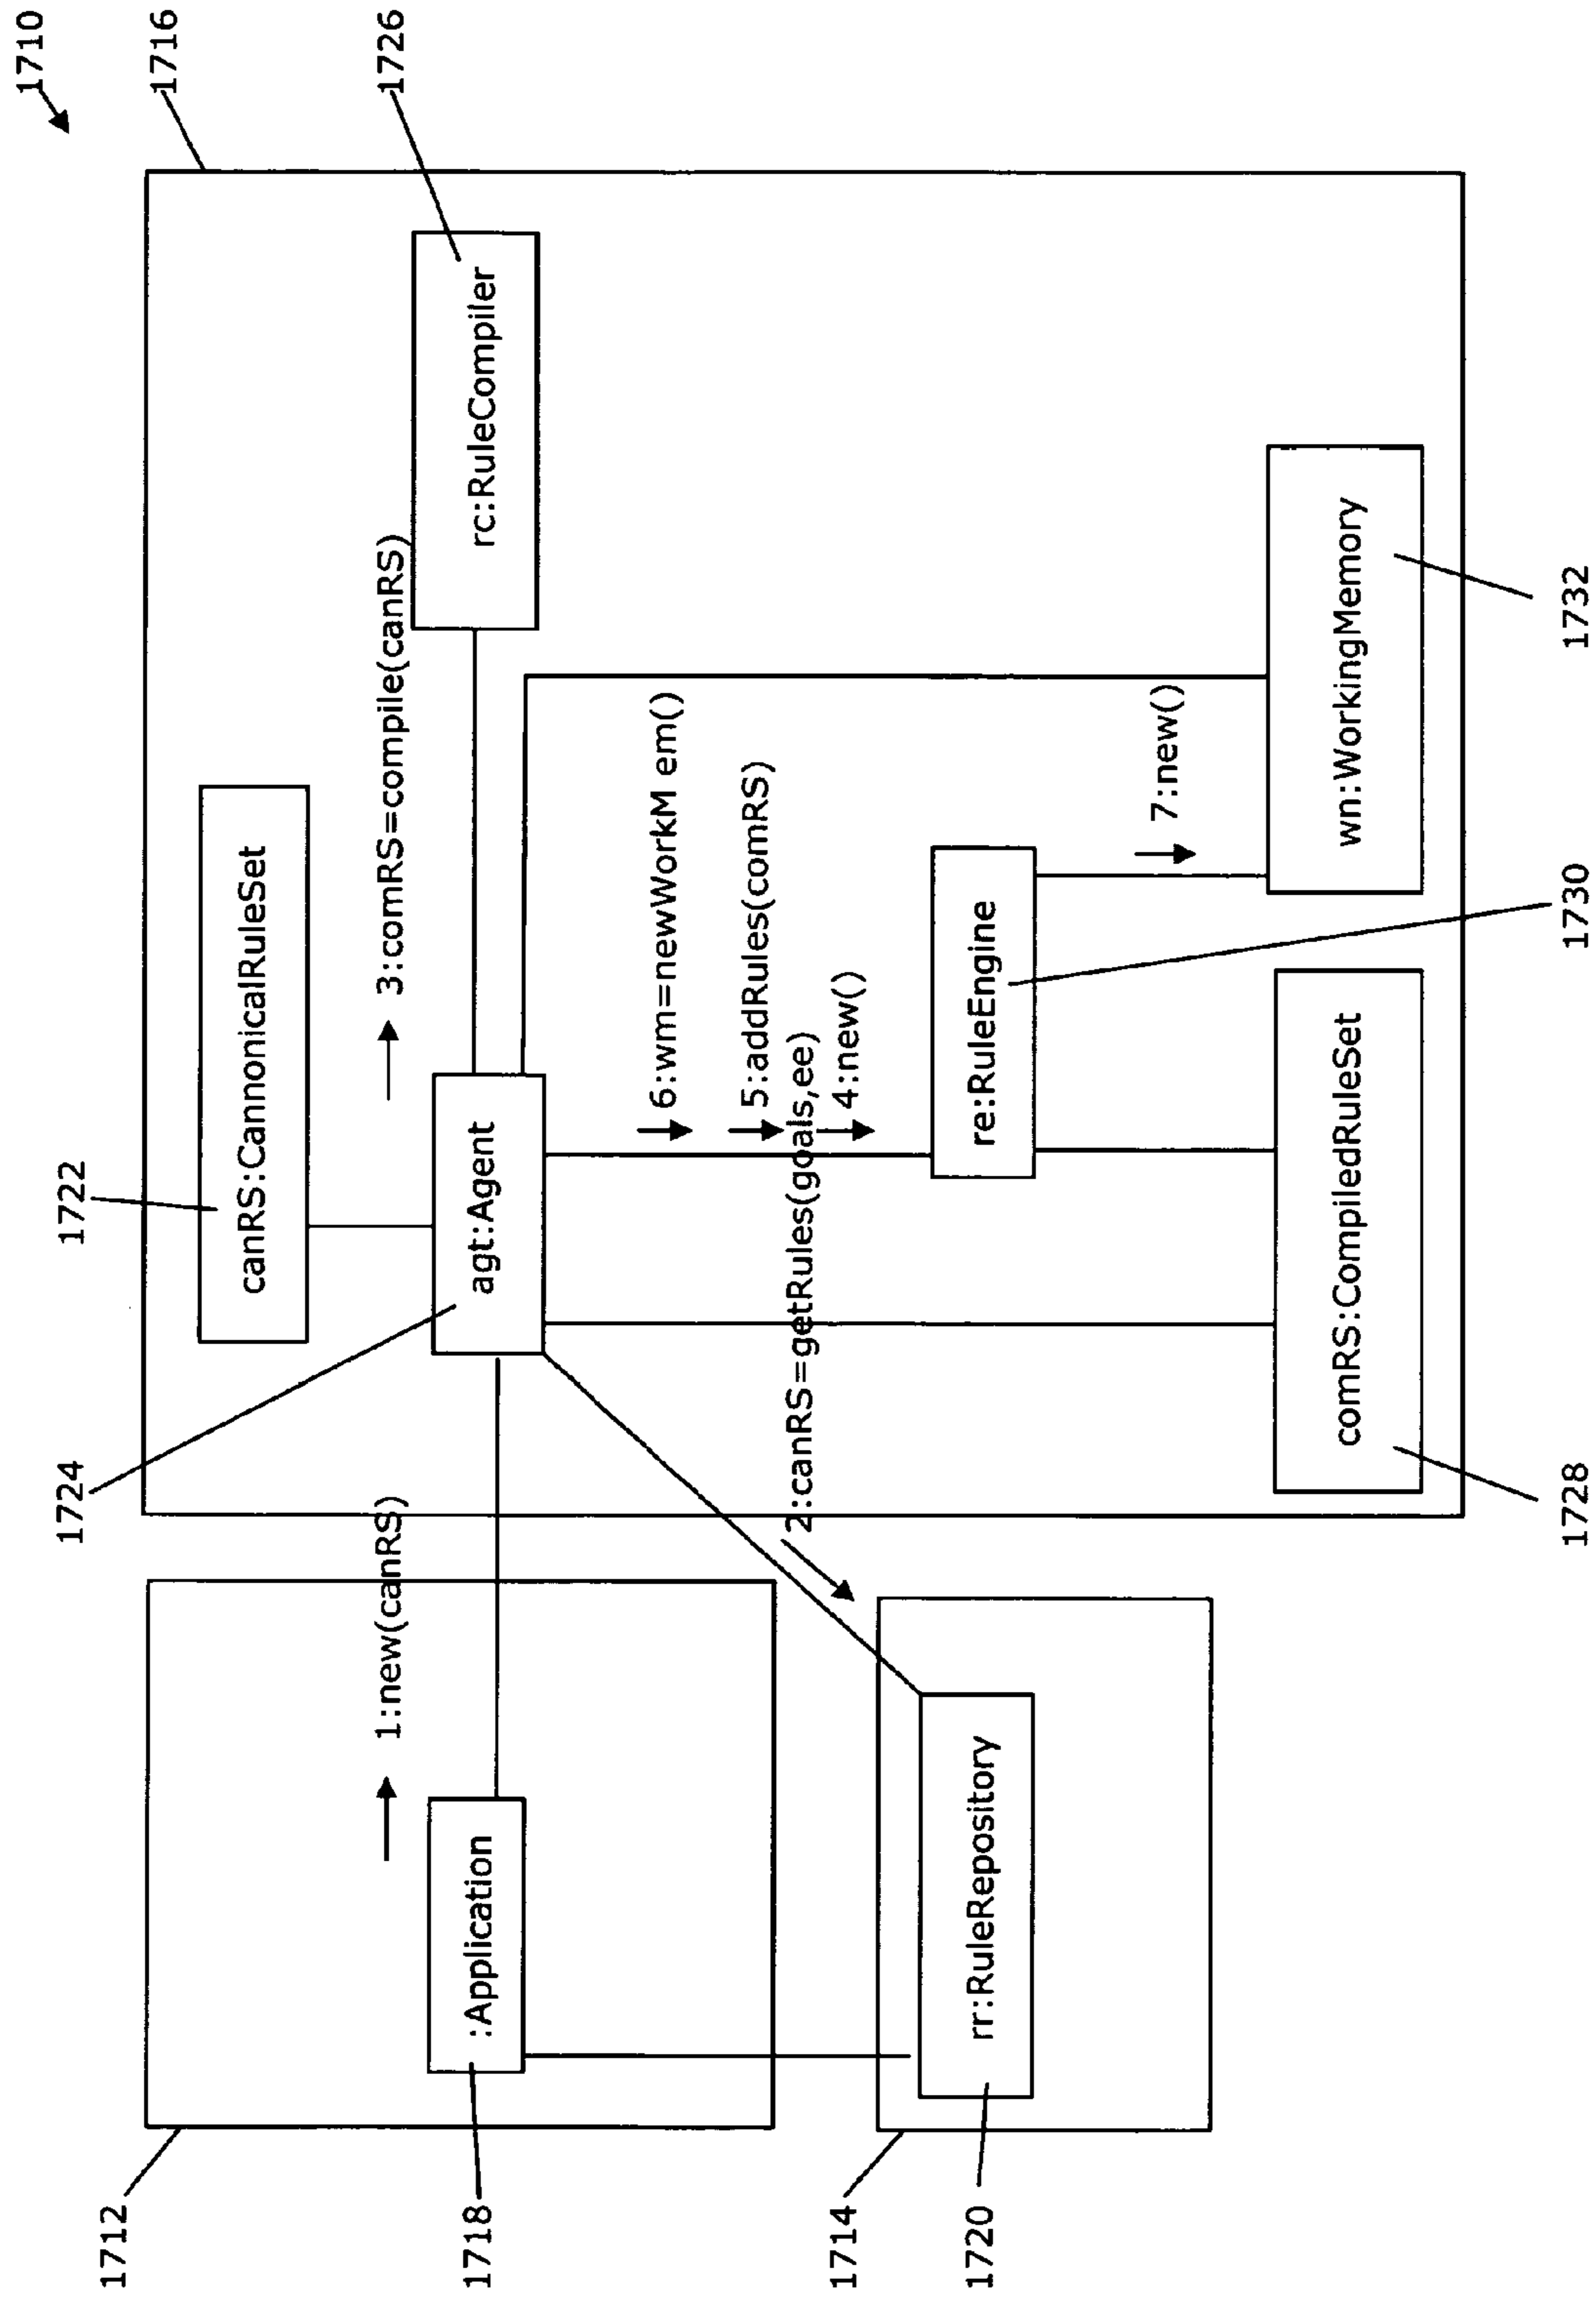 1710
1716
1726
1722
1724
canRS:CannonicalRuleSet
3:comRS=compile(canRS)
rc:RuleCompiler
agt:Agent
1712
1:new(canRS)
:Application
1718
6:wm=newWorkM em()
5:addRules(comRS)
2:canRS=getRules(goals,ee)
4:new()
1714
rr:RuleRepository
1720
re:RuleEngine
7:new()
comRS:CompiledRuleSet
wn:WorkingMemory
1728
1730
1732